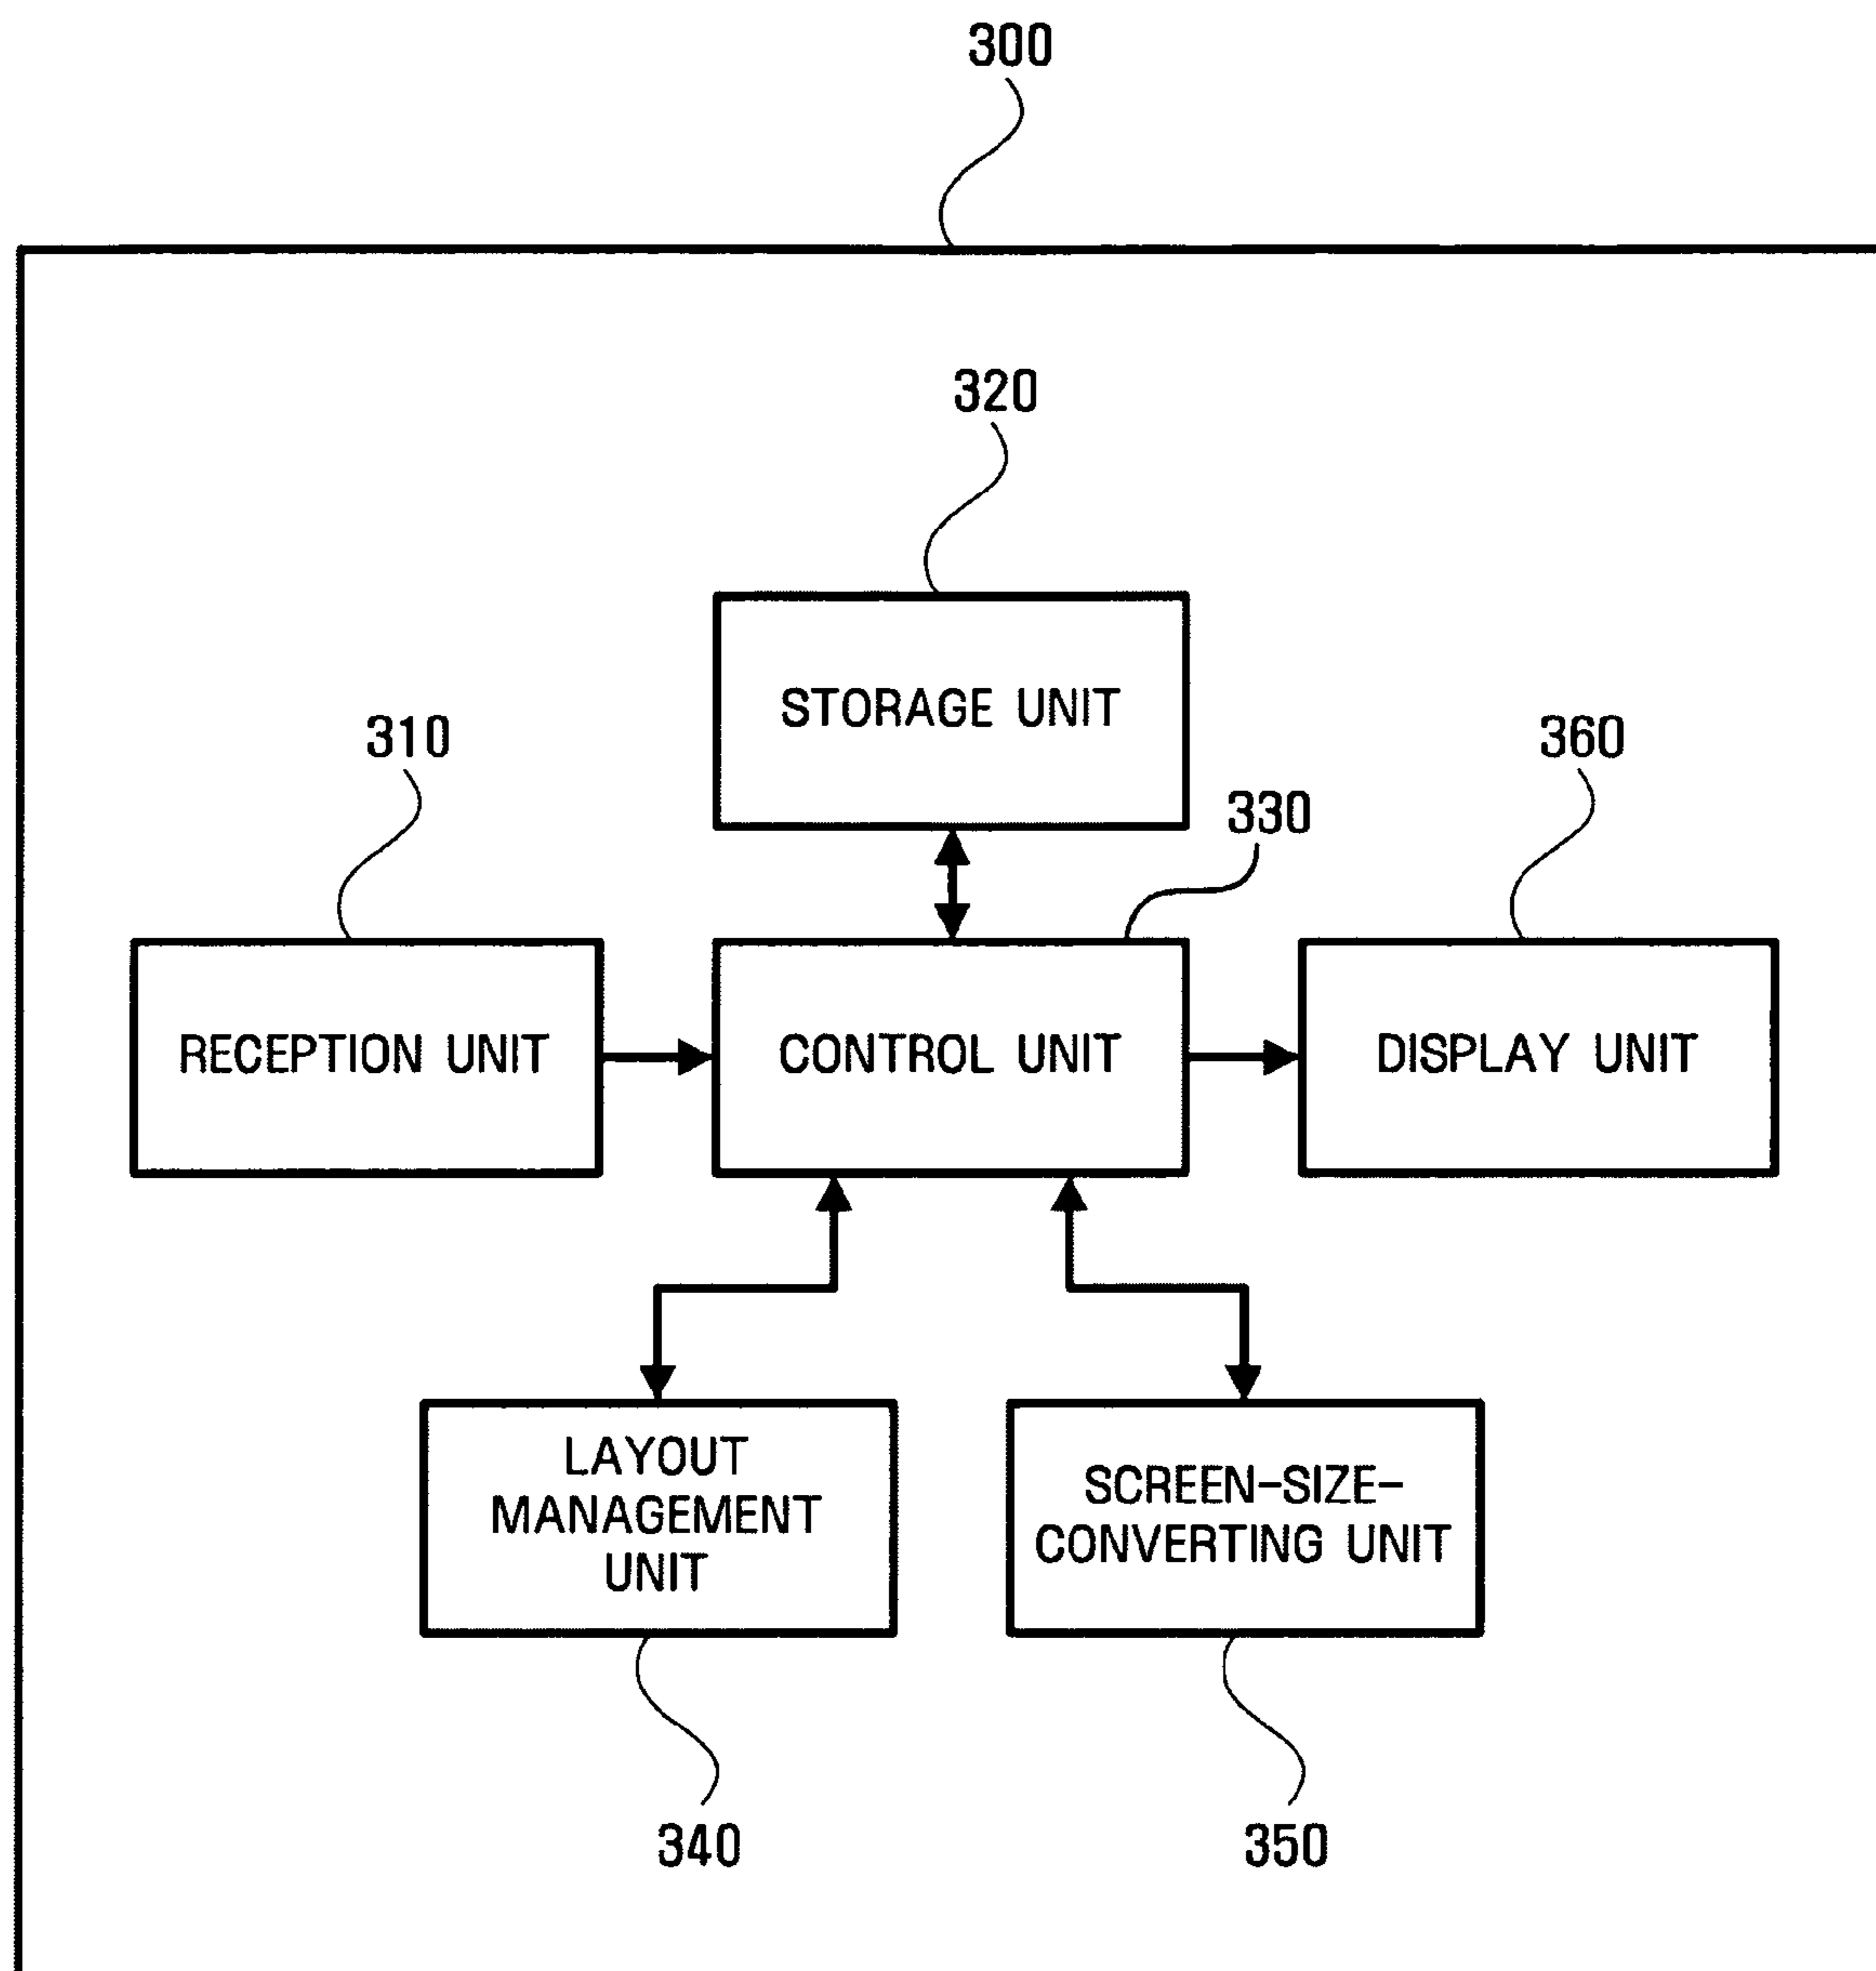 300
320
STORAGE UNIT
310
360
330
RECEPTION UNIT
CONTROL UNIT
DISPLAY UNIT
LAYOUT
MANAGEMENT
UNIT
SCREEN-SIZE-
CONVERTING UNIT
340
350